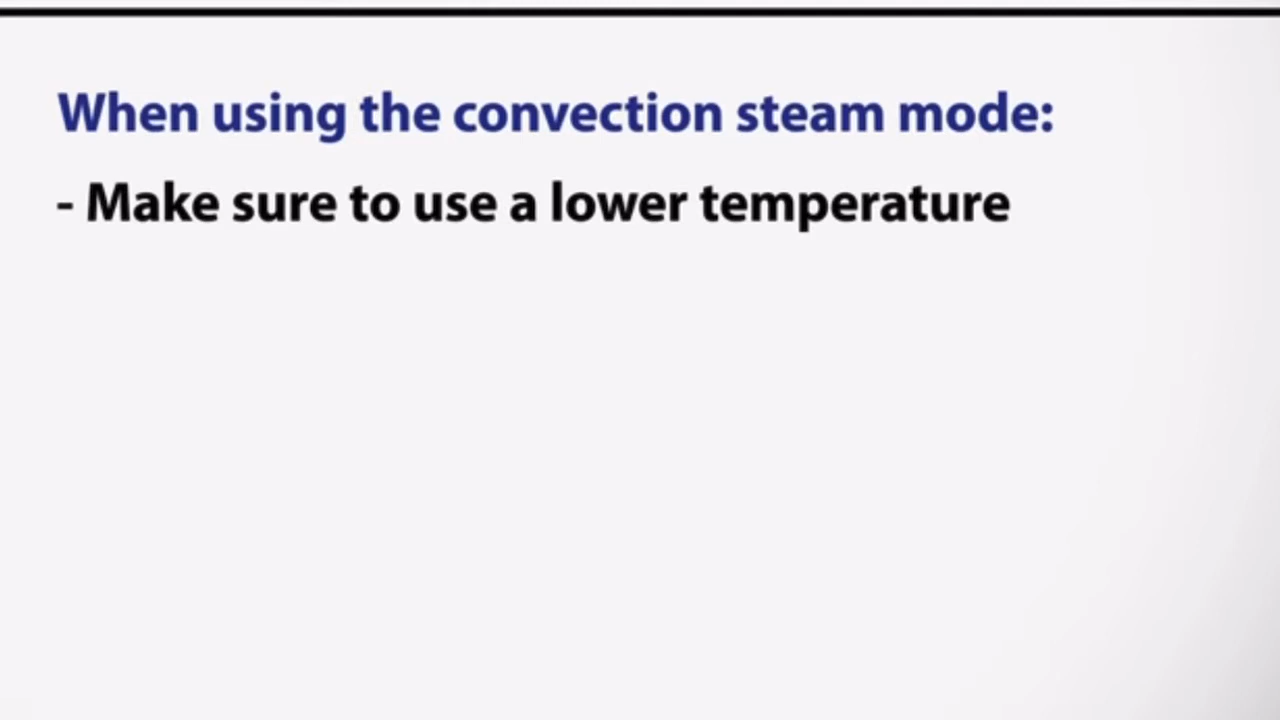 When using the convection steam mode:
- Make sure to use a lower temperature